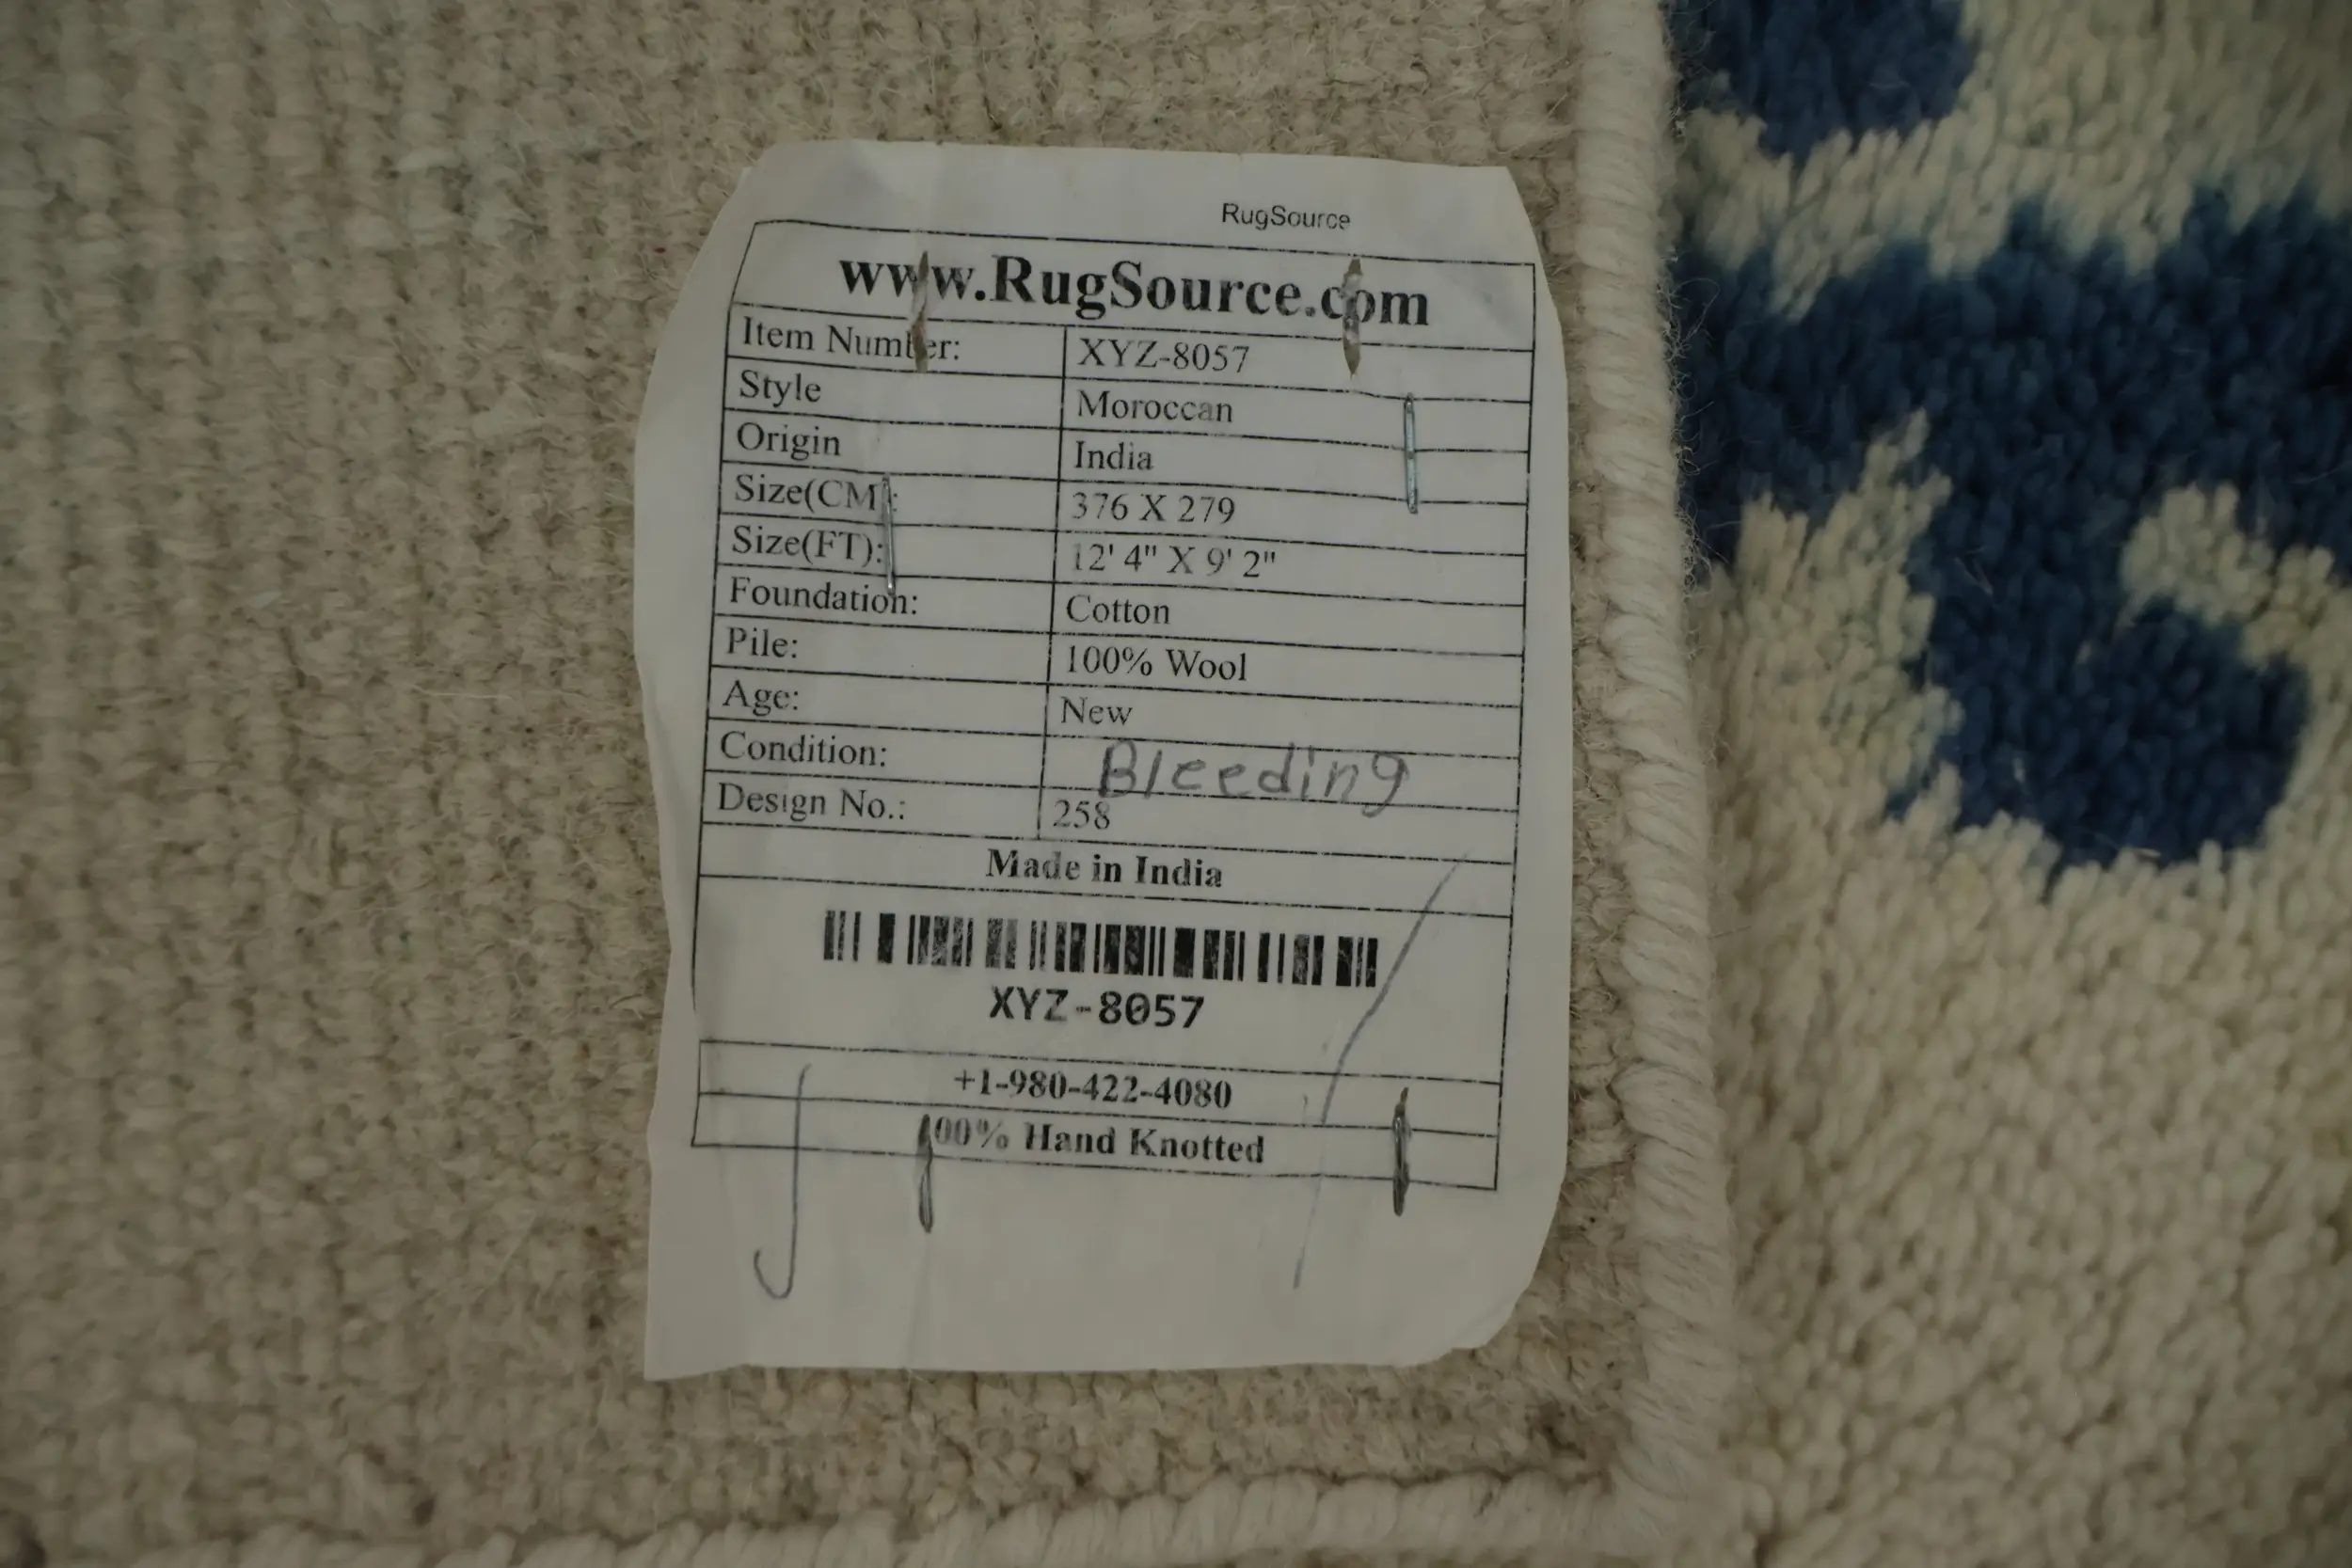 RugSource
www.RugSource.com
Item Number: XYZ-8057
Style Moroccan
Origin India
Size(CM): 376 X 279
Size(FT): 12' 4" X 9' 2"
Foundation: Cotton
Pile: 100% Wool
Age: New
Condition: Bleeding
Design No.: 258
Made in India
XYZ-8057
+1-980-422-4080
100% Hand Knotted